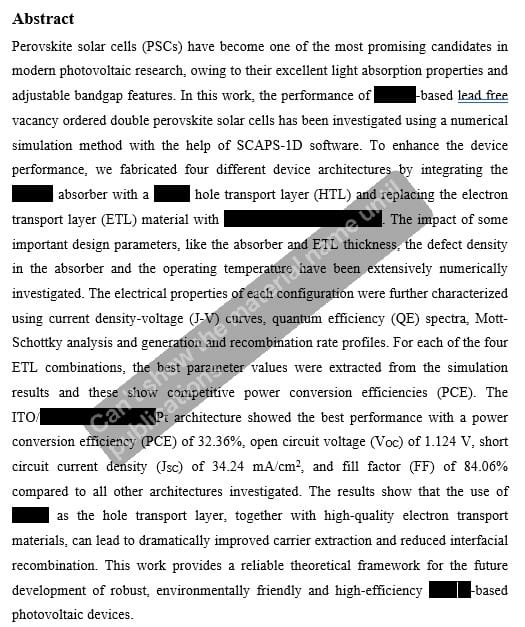 Abstract
Perovskite solar cells (PSCs) have become one of the most promising candidates in
modern photovoltaic research, owing to their excellent light absorption properties and
adjustable bandgap features. In this work, the performance of -based lead free
vacancy ordered double perovskite solar cells has been investigated using a numerical
simulation method with the help of SCAPS-1D software. To enhance the device
performance, we fabricated four different device architectures by integrating the
absorber with a hole transport layer (HTL) and replacing the electron
transport layer (ETL) material with . The impact of some
important design parameters, like the absorber and ETL thickness, the defect density
in the absorber and the operating temperature have been extensively numerically
investigated. The electrical properties of each configuration were further characterized
using current density-voltage (J-V) curves, quantum efficiency (QE) spectra, Mott-
Schottky analysis and generation and recombination rate profiles. For each of the four
ETL combinations, the best parameter values were extracted from the simulation
results and these show competitive power conversion efficiencies (PCE). The
ITO/ Pt architecture showed the best performance with a power
conversion efficiency (PCE) of 32.36%, open circuit voltage (Voc) of 1.124 V, short
circuit current density (Jsc) of 34.24 mA/cm², and fill factor (FF) of 84.06%
compared to all other architectures investigated. The results show that the use of
as the hole transport layer, together with high-quality electron transport
materials, can lead to dramatically improved carrier extraction and reduced interfacial
recombination. This work provides a reliable theoretical framework for the future
development of robust, environmentally friendly and high-efficiency -based
photovoltaic devices.
Can't show the material name until
publications